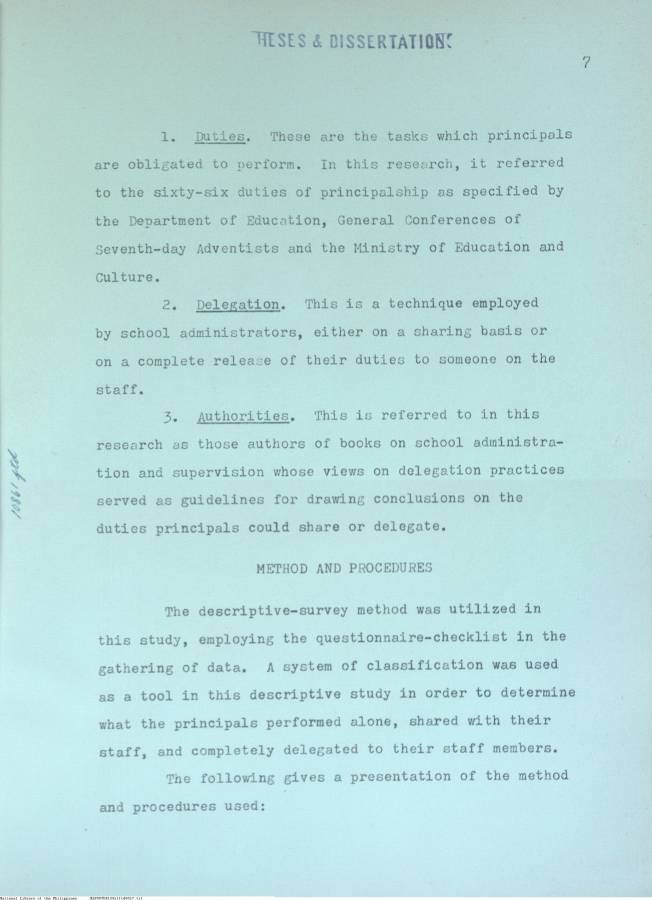 THESES & DISSERTATIONS
7
1. Duties. These are the tasks which principals
are obligated to perform. In this research, it referred
to the sixty-six duties of principalship as specified by
the Department of Education, General Conferences of
Seventh-day Adventists and the Ministry of Education and
Culture.
2. Delegation. This is a technique employed
by school administrators, either on a sharing basis or
on a complete release of their duties to someone on the
staff.
3. Authorities. This is referred to in this
research as those authors of books on school administra-
tion and supervision whose views on delegation practices
served as guidelines for drawing conclusions on the
duties principals could share or delegate.
METHOD AND PROCEDURES
The descriptive-survey method was utilized in
this study, employing the questionnaire-checklist in the
gathering of data. A system of classification was used
as a tool in this descriptive study in order to determine
what the principals performed alone, shared with their
staff, and completely delegated to their staff members.
The following gives a presentation of the method
and procedures used:
National Library of the Philippines